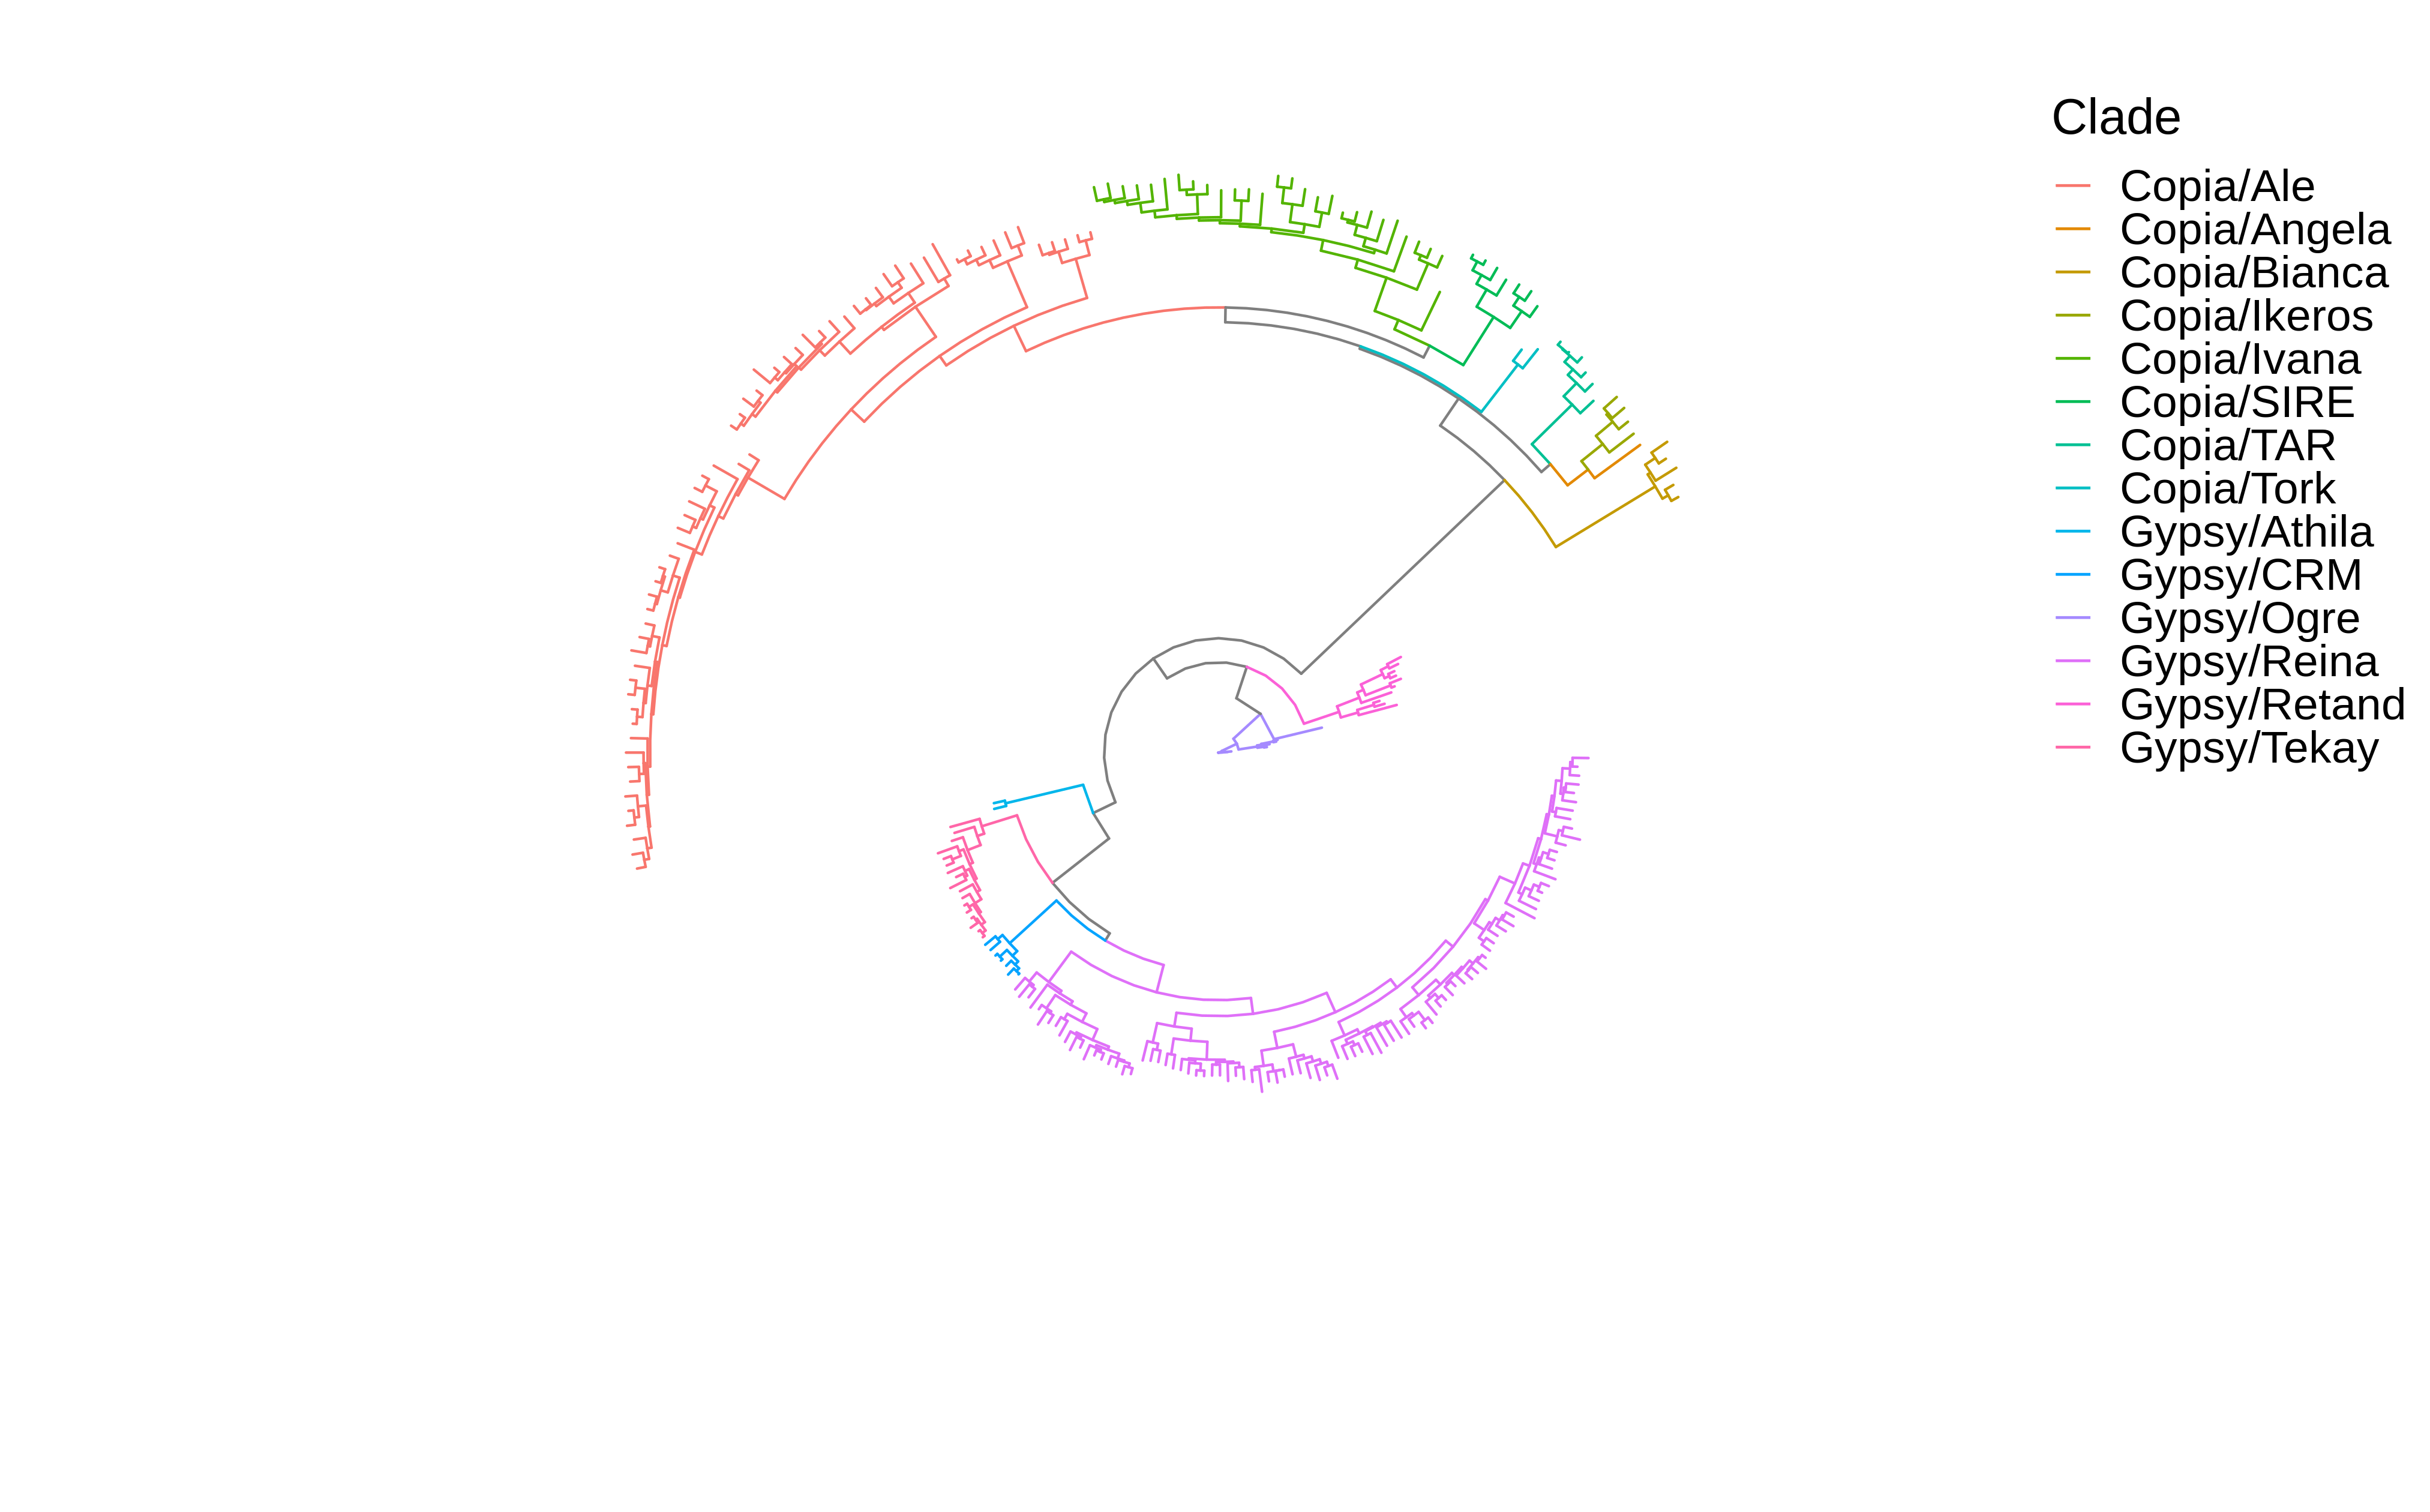 Clade
Copia/Ale
Copia/Angela
Copia/Bianca
Copia/Ikeros
Copia/Ivana
Copia/SIRE
Copia/TAR
Copia/Tork
Gypsy/Athila
Gypsy/CRM
Gypsy/Ogre
Gypsy/Reina
Gypsy/Retand
Gypsy/Tekay